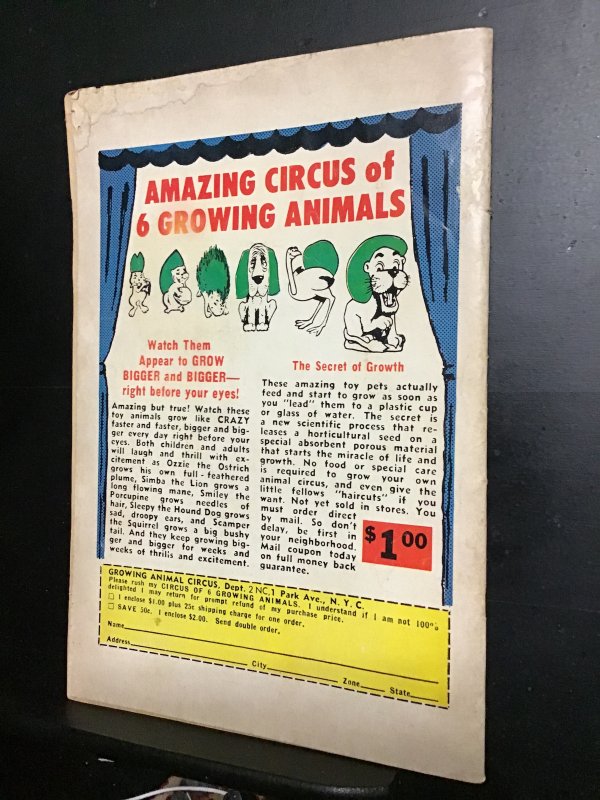 AMAZING CIRCUS of
6 GROWING ANIMALS
Watch Them
Appear to GROW
BIGGER and BIGGER—
right before your eyes!
Amazing but true! Watch these
toy animals grow like CRAZY
faster and faster, bigger and big-
ger every day right before your
eyes. Both children and adults
will laugh and thrill with ex-
citement as Ozzie the Ostrich
grows his own full - feathered
plume, Simba the Lion grows a
long flowing mane, Smiley the
Porcupine grows needles of
hair, Sleepy the Hound Dog grows
sad, droopy ears, and Scamper
the Squirrel grows a big bushy
tail. And they keep growing big-
ger and bigger for weeks and
weeks of thrills and excitement.
The Secret of Growth
These amazing toy pets actually
feed and start to grow as soon as
you "lead" them to a plastic cup
or glass of water. The secret is
a new scientific process that re-
leases a horticultural seed on a
special absorbent porous material
that starts the miracle of life and
growth. No food or special care
is required to grow your own
animal circus, and even give the
little fellows "haircuts" if you
want. Not yet sold in stores. You
must order direct
by mail. So don't
delay, be first in
your neighborhood.
Mail coupon today
on full money back
guarantee.
$1.00
GROWING ANIMAL CIRCUS, Dept. 2 NC,1 Park Ave., N. Y. C.
Please rush my CIRCUS OF 6 GROWING ANIMALS. I understand if I am not 100%
delighted I may return for prompt refund of my purchase price.
□ I enclose $1.00 plus 25c shipping charge for one order.
□ SAVE 50c. I enclose $2.00. Send double order.
Name
Address
City Zone State